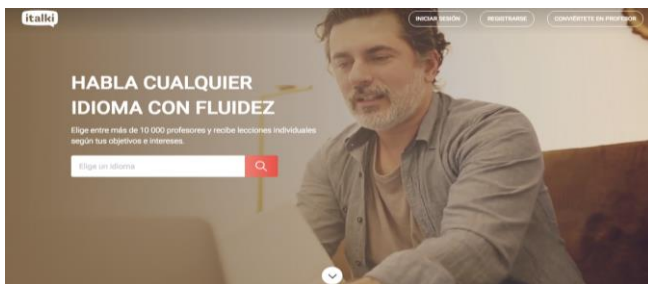 italki
INICIAR SESIÓN
REGISTRARSE
CONVIÉRTETE EN PROFESOR
HABLA CUALQUIER
IDIOMA CON FLUIDEZ
Elige entre más de 10 000 profesores y recibe lecciones individuales
según tus objetivos e intereses.
Elige un idioma